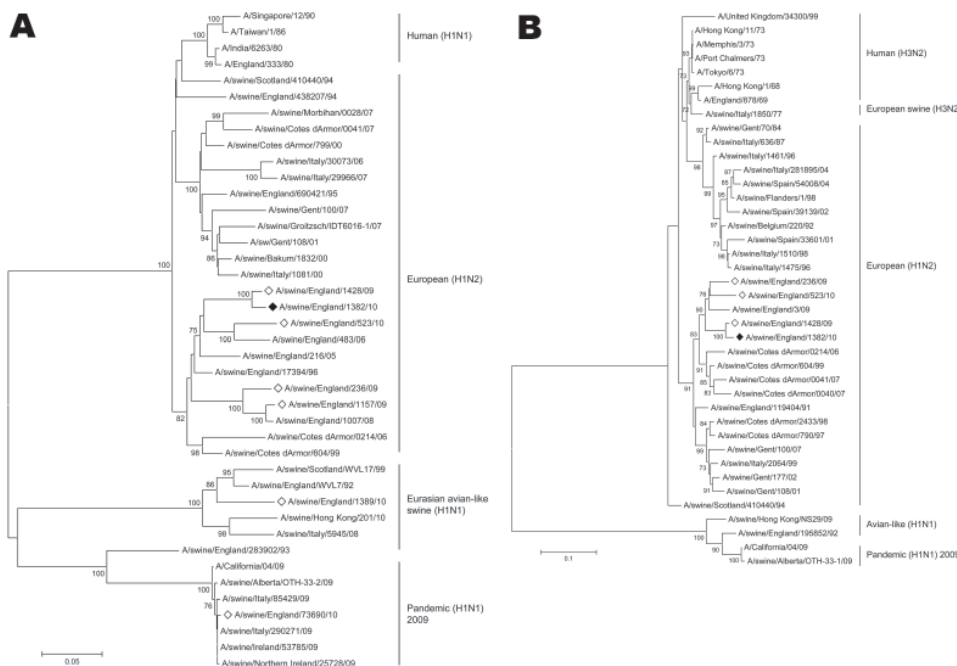 A
A/Singapore/12/90
100
A/Taiwan/1/86
A/India/6263/80
99
A/England/333/80
Human (H1N1)
A/swine/Scotland/410440/94
A/swine/England/438207/94
A/swine/Morbihan/0028/07
99
A/swine/Cotes dArmor/0041/07
A/swine/Cotes dArmor/799/00
A/swine/Italy/30073/06
100
A/swine/Italy/29966/07
100
A/swine/England/690421/95
A/swine/Gent/100/07
A/swine/Groitzsch/IDT6016-1/07
94
A/sw/Gent/108/01
86
A/swine/Bakum/1832/00
A/swine/Italy/1081/00
100
European (H1N2)
A/swine/England/1428/09
100
A/swine/England/1382/10
A/swine/England/523/10
75
100
A/swine/England/483/06
A/swine/England/216/05
A/swine/England/17394/96
A/swine/England/236/09
100
A/swine/England/1157/09
100
A/swine/England/1007/08
82
A/swine/Cotes dArmor/0214/06
98
A/swine/Cotes dArmor/604/99
A/swine/Scotland/WVL17/99
95
86
A/swine/England/WVL7/92
A/swine/England/1389/10
100
A/swine/Hong Kong/201/10
98
A/swine/Italy/5945/08
Eurasian avian-like
swine (H1N1)
A/swine/England/283902/93
100
A/California/04/09
100
A/swine/Alberta/OTH-33-2/09
A/swine/Italy/85429/09
76
A/swine/England/73690/10
A/swine/Italy/290271/09
A/swine/Ireland/53785/09
A/swine/Northern Ireland/25728/09
Pandemic (H1N1)
2009
0.05
B
A/United Kingdom/34300/99
A/Hong Kong/11/73
93
A/Memphis/3/73
A/Port Chalmers/73
73
A/Tokyo/6/73
99
A/Hong Kong/1/68
72
A/England/878/69
Human
(H3N2)
A/swine/Italy/1850/77
European swine (H3N2
92
A/swine/Gent/70/84
A/swine/Italy/636/87
98
A/swine/Italy/1461/96
87
A/swine/Italy/281895/04
85
A/swine/Spain/54008/04
99
95
A/swine/Flanders/1/98
A/swine/Spain/39139/02
97
A/swine/Belgium/220/92
73
A/swine/Spain/33601/01
98
A/swine/Italy/1510/98
A/swine/Italy/1475/96
European (H1N2)
A/swine/England/236/09
76
A/swine/England/523/10
90
A/swine/England/3/09
A/swine/England/1428/09
83
100
A/swine/England/1382/10
A/swine/Cotes dArmor/0214/06
91
A/swine/Cotes dArmor/604/99
85
A/swine/Cotes dArmor/0041/07
91
83
A/swine/Cotes dArmor/0040/07
A/swine/England/119404/91
84
A/swine/Cotes dArmor/2433/98
A/swine/Cotes dArmor/790/97
99
A/swine/Gent/100/07
73
A/swine/Italy/2064/99
A/swine/Gent/177/02
91
A/swine/Gent/108/01
A/swine/Scotland/410440/94
A/swine/Hong Kong/NS29/09
100
A/swine/England/195852/92
Avian-like (H1N1)
90
A/California/04/09
100
A/swine/Alberta/OTH-33-1/09
Pandemic (H1N1) 2009
0.1